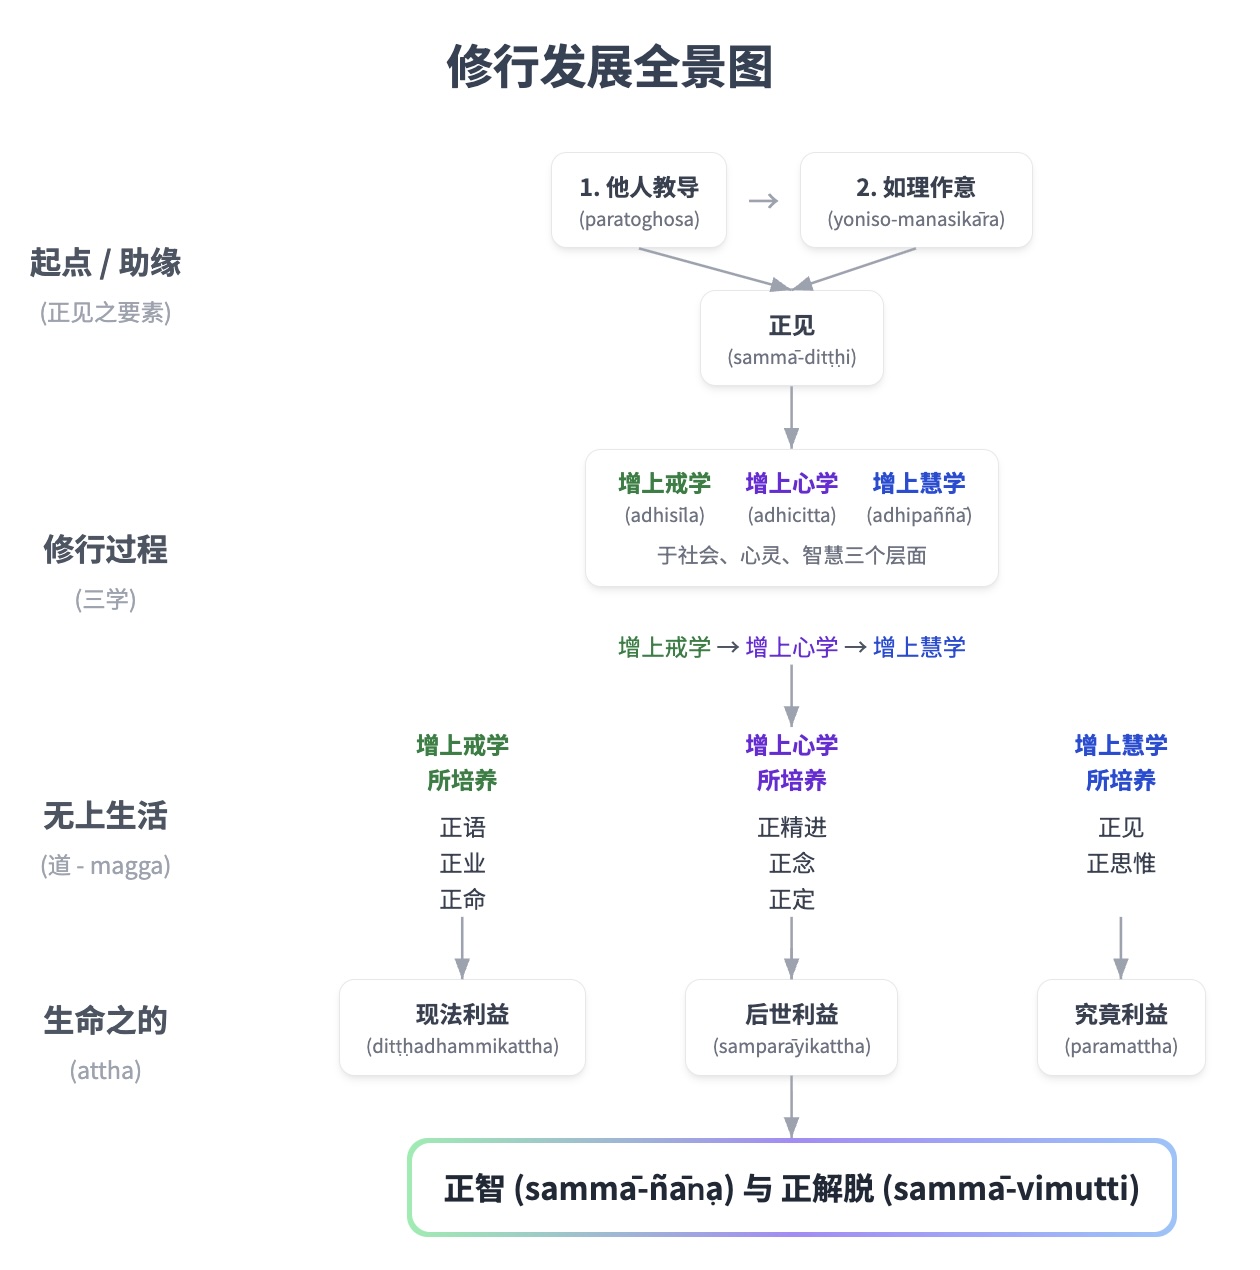 修行发展全景图
1. 他人教导
(paratoghosa)
→
2. 如理作意
(yoniso-manasikāra)
起点 / 助缘
(正见之要素)
正见
(sammā-diṭṭhi)
增上戒学 增上心学 增上慧学
(adhisīla) (adhicitta) (adhipaññā)
于社会、心灵、智慧三个层面
修行过程
(三学)
增上戒学 → 增上心学 → 增上慧学
无上生活
(道 - magga)
增上戒学
所培养
正语
正业
正命
增上心学
所培养
正精进
正念
正定
增上慧学
所培养
正见
正思惟
生命之的
(attha)
现法利益
(diṭṭhadhammikattha)
后世利益
(samparāyikattha)
究竟利益
(paramattha)
正智 (sammā-ñāṇa) 与 正解脱 (sammā-vimutti)